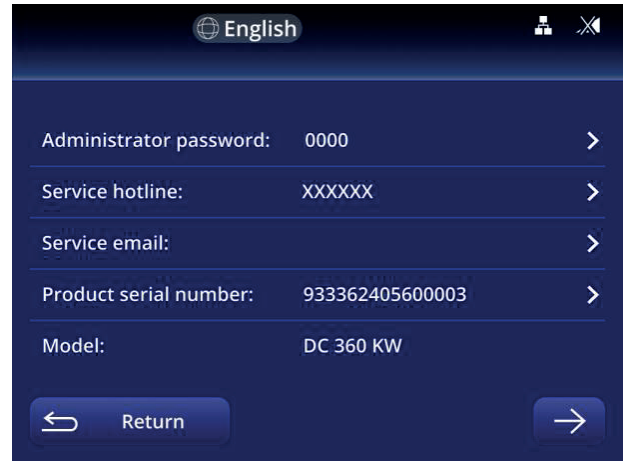 English
Administrator password: 0000
Service hotline: XXXXXX
Service email:
Product serial number: 933362405600003
Model: DC 360 KW
Return